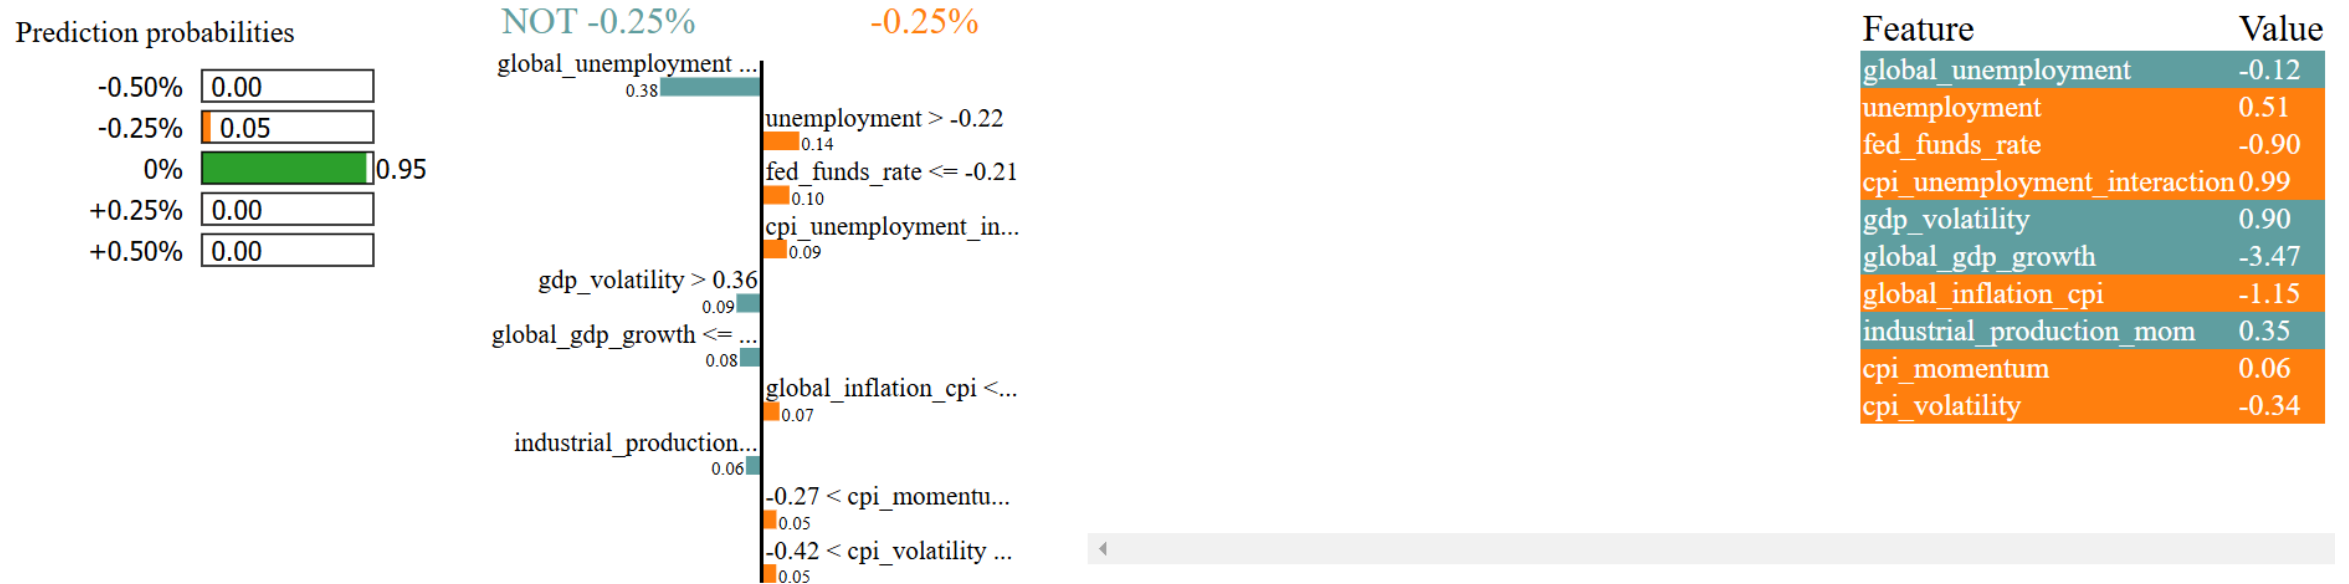 Prediction probabilities
-0.50% 0.00
-0.25% 0.05
0% 0.95
+0.25% 0.00
+0.50% 0.00
NOT -0.25% -0.25%
global_unemployment ...
0.38
unemployment > -0.22
0.14
fed_funds_rate <= -0.21
0.10
cpi_unemployment_in...
0.09
gdp_volatility > 0.36
0.09
global_gdp_growth <= ...
0.08
global_inflation_cpi <...
0.07
industrial_production...
0.06
-0.27 < cpi_momentu...
0.05
-0.42 < cpi_volatility ...
0.05
Feature Value
global_unemployment -0.12
unemployment 0.51
fed_funds_rate -0.90
cpi_unemployment_interaction 0.99
gdp_volatility 0.90
global_gdp_growth -3.47
global_inflation_cpi -1.15
industrial_production_mom 0.35
cpi_momentum 0.06
cpi_volatility -0.34